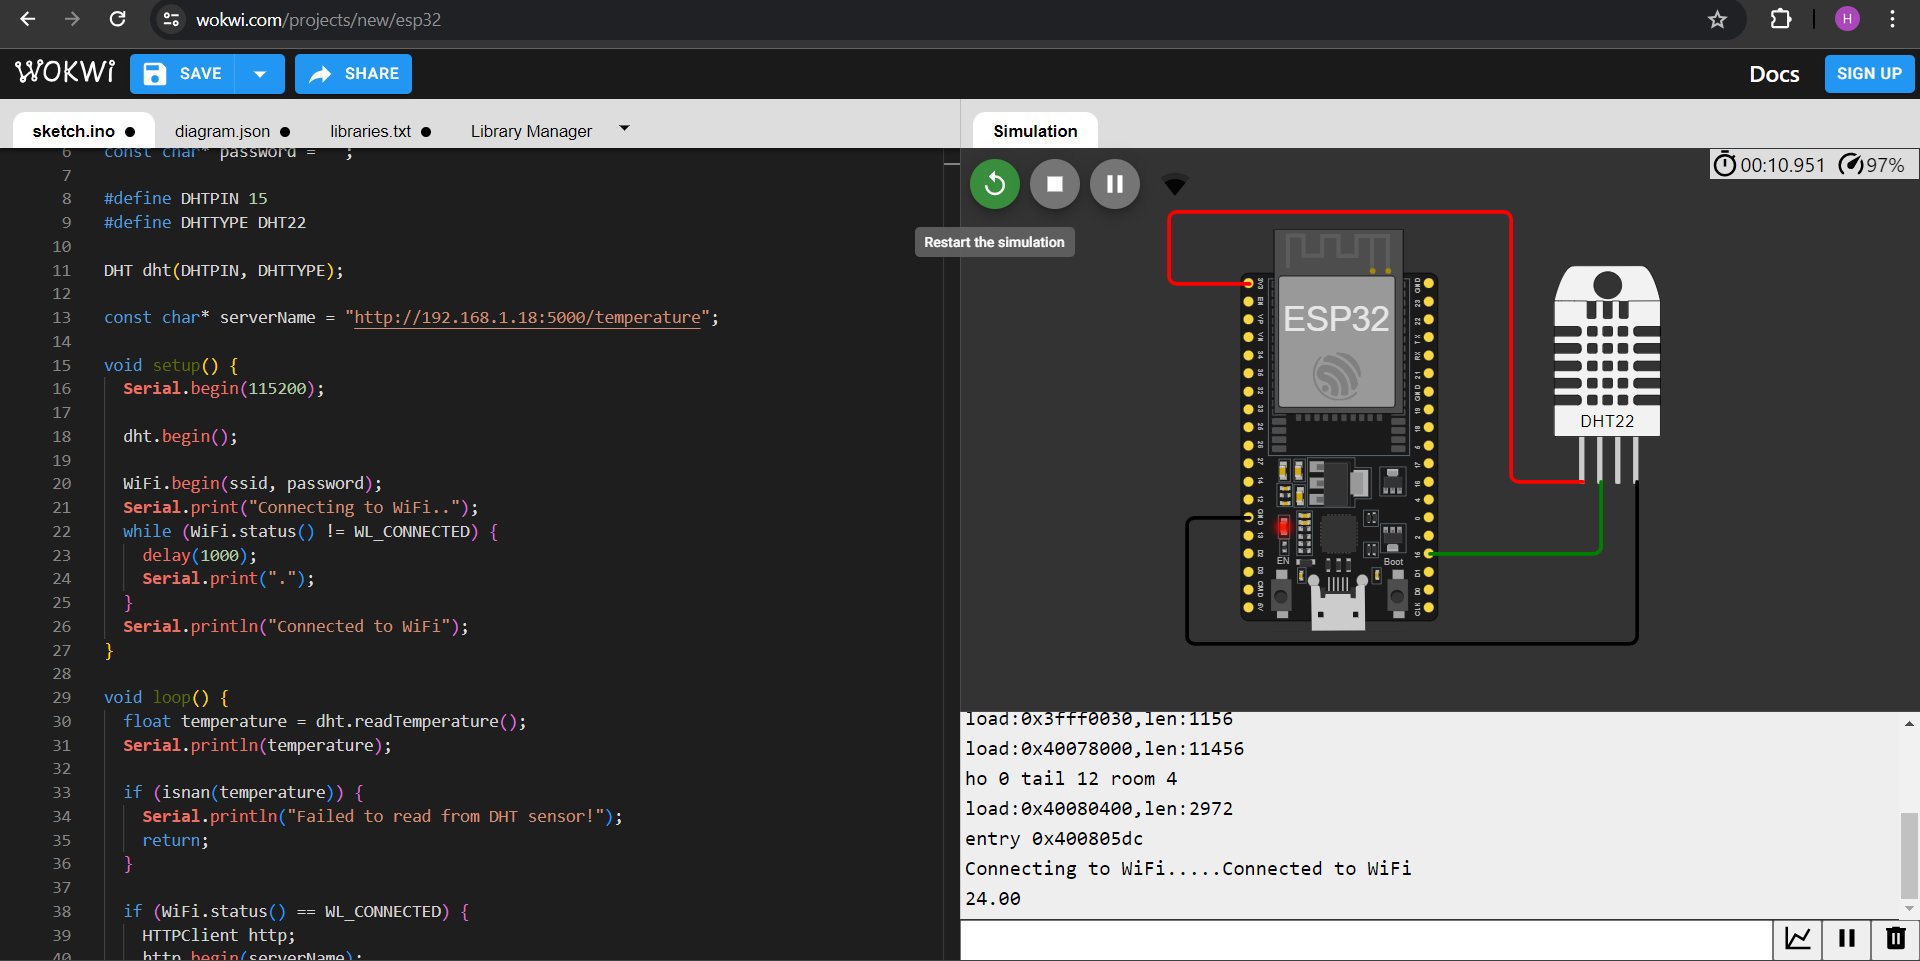 wokwi.com/projects/new/esp32
H
WOKWi
SAVE
SHARE
Docs
SIGN UP
sketch.ino
diagram.json
libraries.txt
Library Manager
Simulation
6 const char* password = ;
7
8 #define DHTPIN 15
9 #define DHTTYPE DHT22
10
11 DHT dht(DHTPIN, DHTTYPE);
12
13 const char* serverName = "http://192.168.1.18:5000/temperature";
14
15 void setup() {
16 Serial.begin(115200);
17
18 dht.begin();
19
20 WiFi.begin(ssid, password);
21 Serial.print("Connecting to WiFi..");
22 while (WiFi.status() != WL_CONNECTED) {
23 delay(1000);
24 Serial.print(".");
25 }
26 Serial.println("Connected to WiFi");
27 }
28
29 void loop() {
30 float temperature = dht.readTemperature();
31 Serial.println(temperature);
32
33 if (isnan(temperature)) {
34 Serial.println("Failed to read from DHT sensor!");
35 return;
36 }
37
38 if (WiFi.status() == WL_CONNECTED) {
39 HTTPClient http;
40 http.begin(serverName);
00:10.951
97%
Restart the simulation
ESP32
EN
Boot
DHT22
load:0x3fff0030,len:1156
load:0x40078000,len:11456
ho 0 tail 12 room 4
load:0x40080400,len:2972
entry 0x400805dc
Connecting to WiFi.....Connected to WiFi
24.00